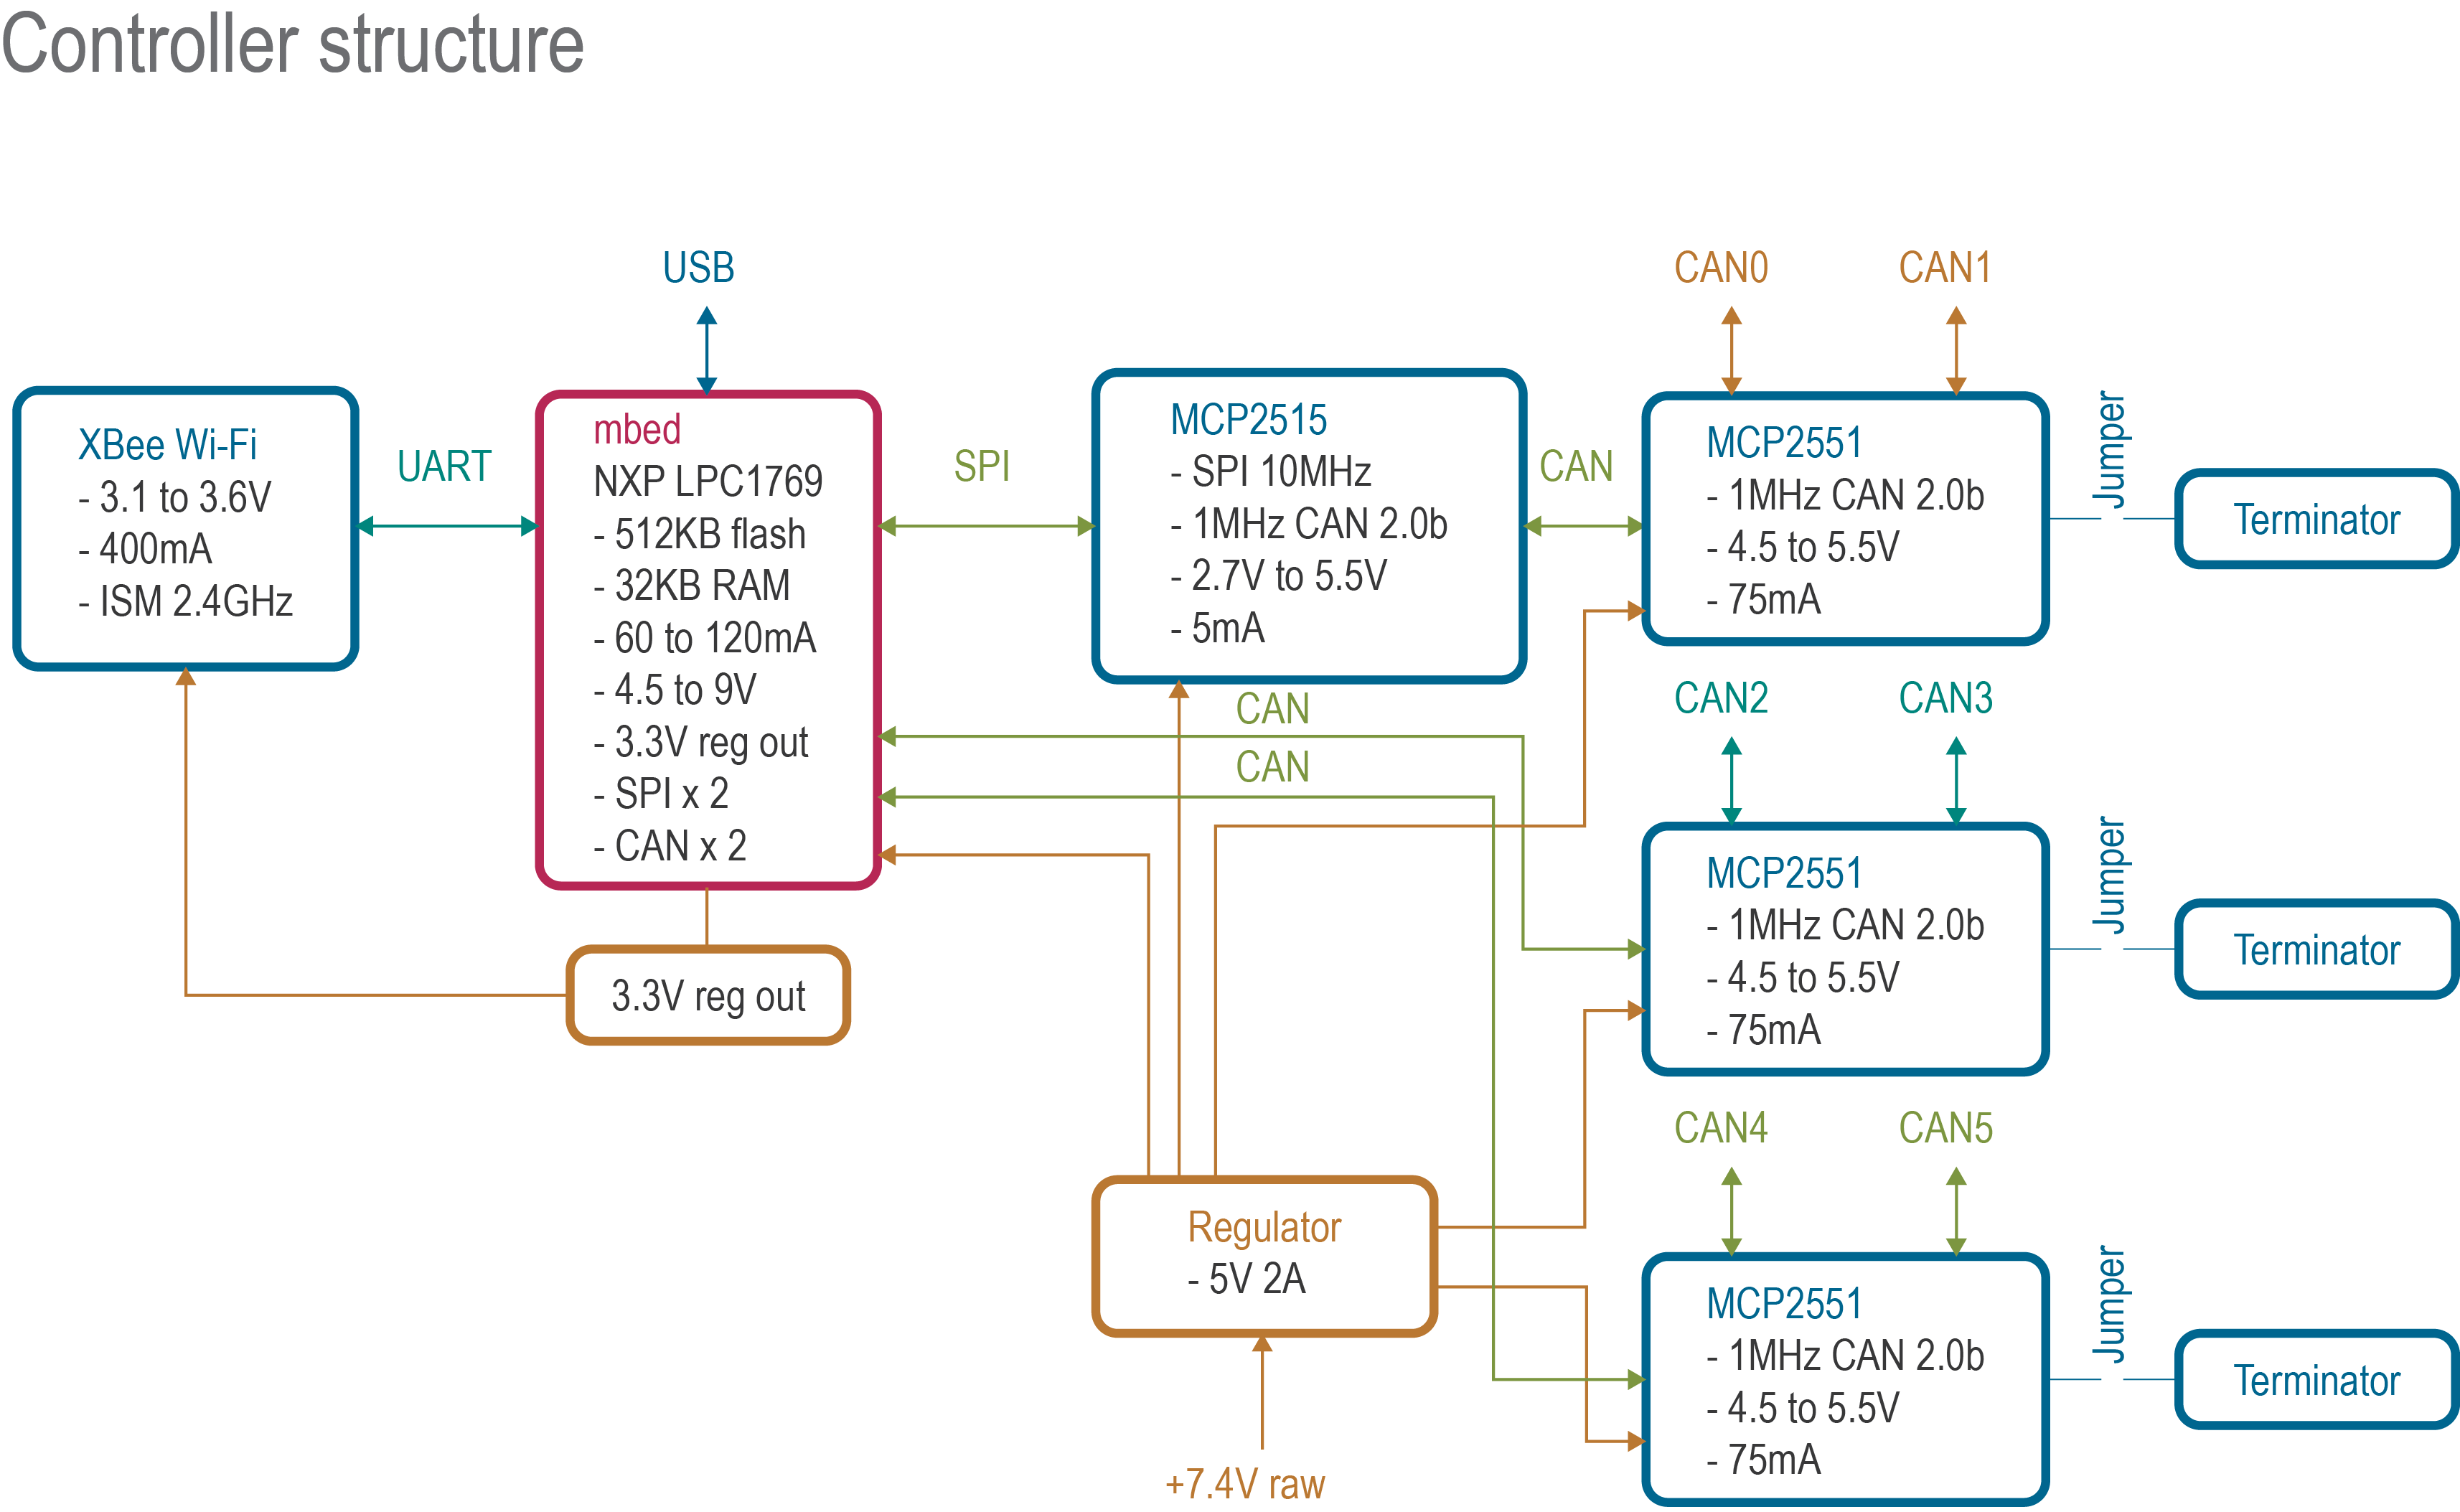 Controller structure
USB
CAN0
CAN1
XBee Wi-Fi
- 3.1 to 3.6V
- 400mA
- ISM 2.4GHz
UART
mbed
NXP LPC1769
- 512KB flash
- 32KB RAM
- 60 to 120mA
- 4.5 to 9V
- 3.3V reg out
- SPI x 2
- CAN x 2
SPI
MCP2515
- SPI 10MHz
- 1MHz CAN 2.0b
- 2.7V to 5.5V
- 5mA
CAN
MCP2551
- 1MHz CAN 2.0b
- 4.5 to 5.5V
- 75mA
Jumper
Terminator
CAN
CAN
CAN2
CAN3
MCP2551
- 1MHz CAN 2.0b
- 4.5 to 5.5V
- 75mA
Jumper
Terminator
3.3V reg out
CAN4
CAN5
Regulator
- 5V 2A
MCP2551
- 1MHz CAN 2.0b
- 4.5 to 5.5V
- 75mA
Jumper
Terminator
+7.4V raw